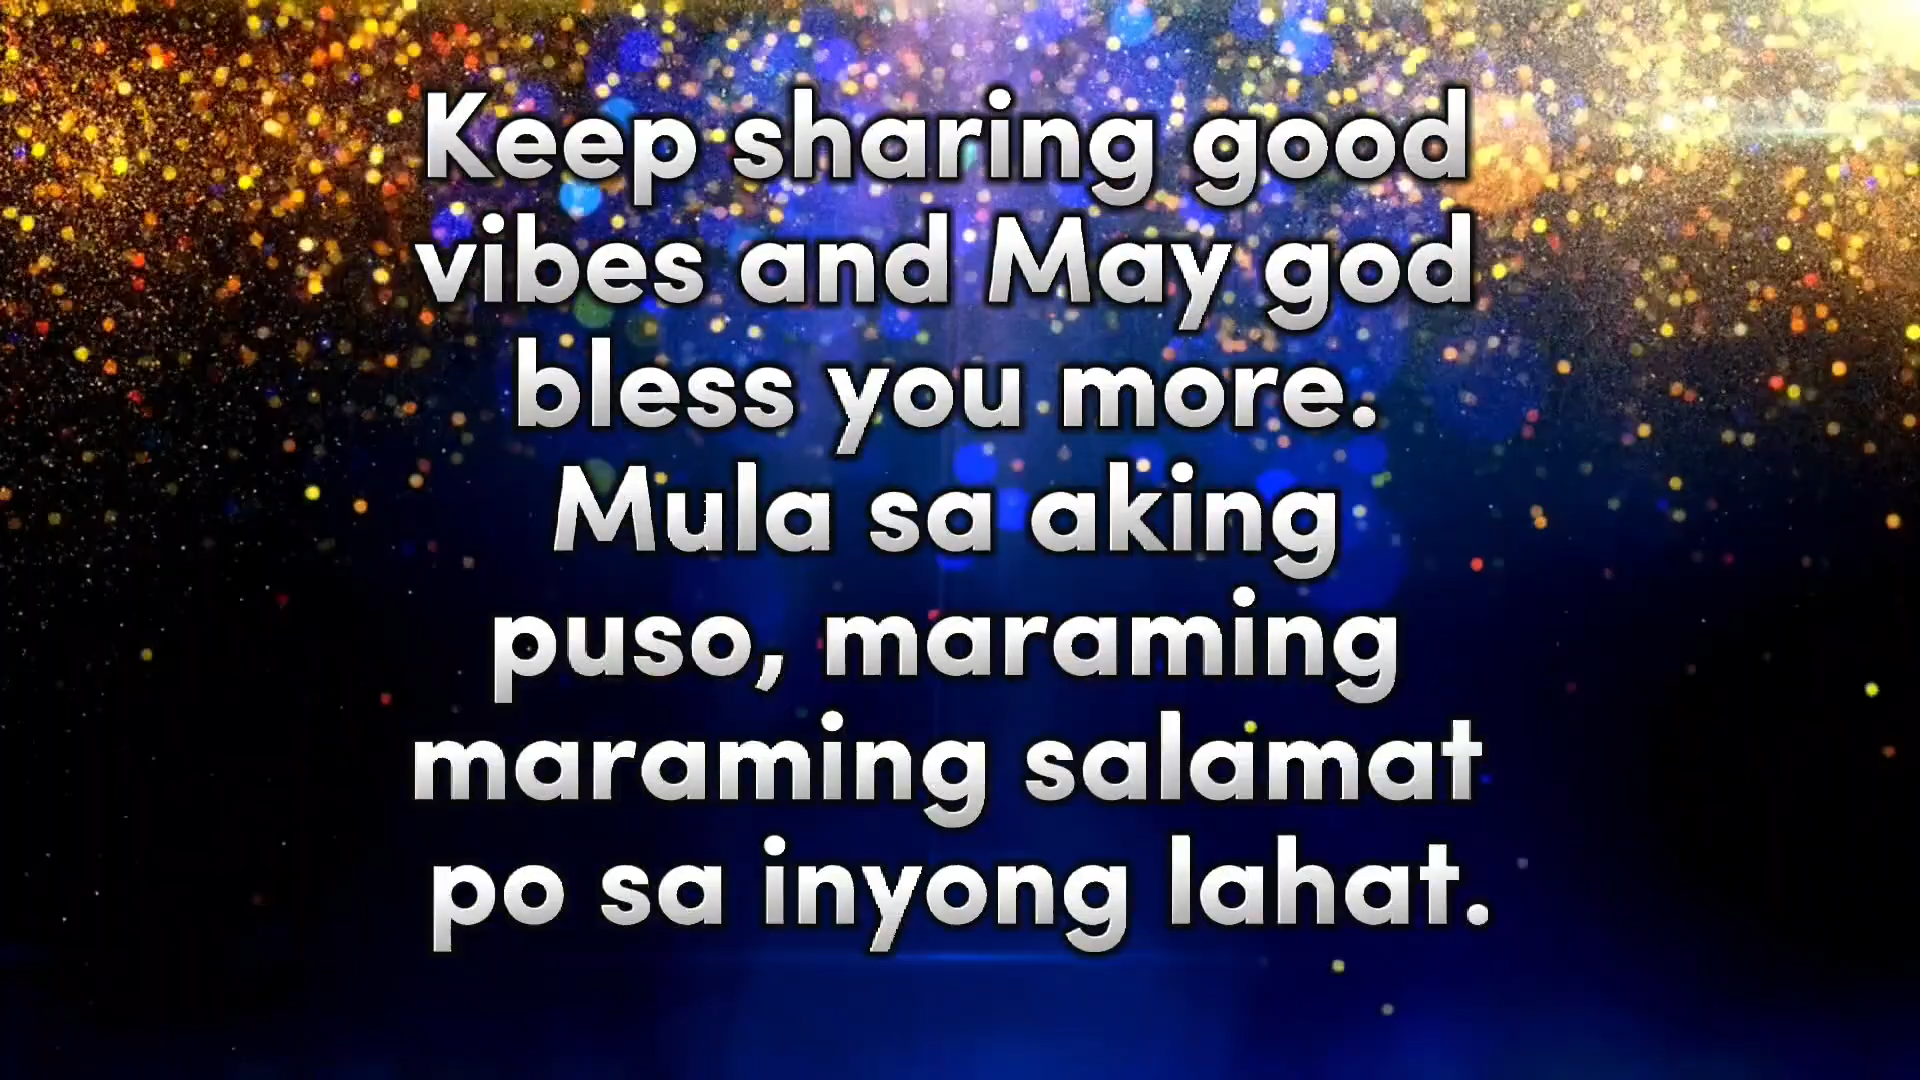 Keep sharing good
vibes and May god
bless you more.
Mula sa aking
puso, maraming
maraming salamat
po sa inyong lahat.